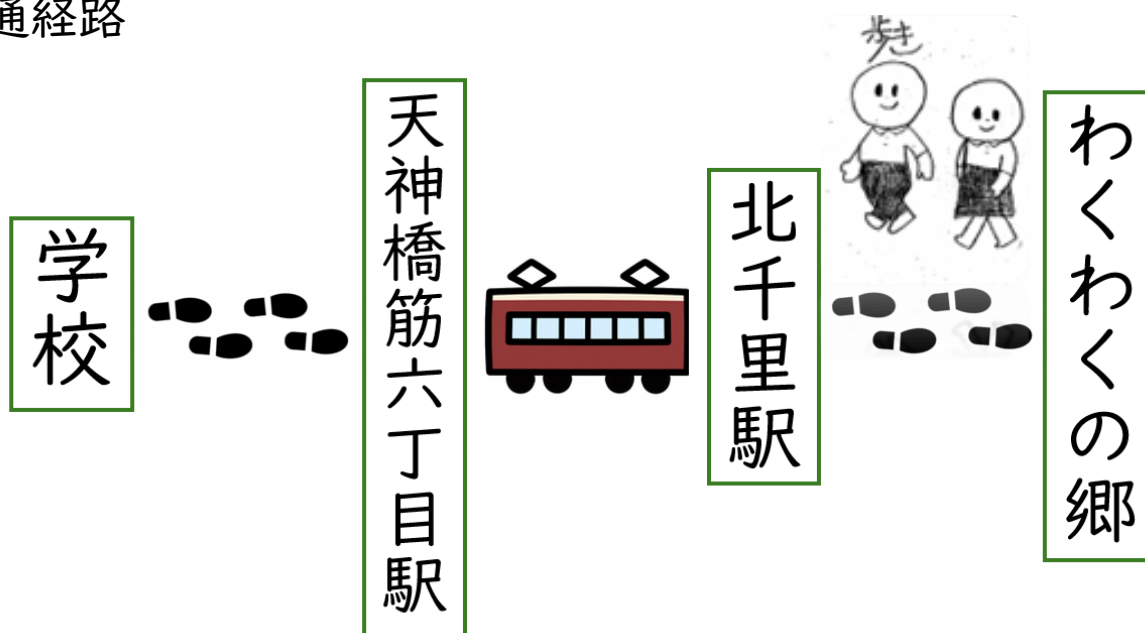 通経路
学校
天神橋筋六丁目駅
北千里駅
歩き
わくわくの郷